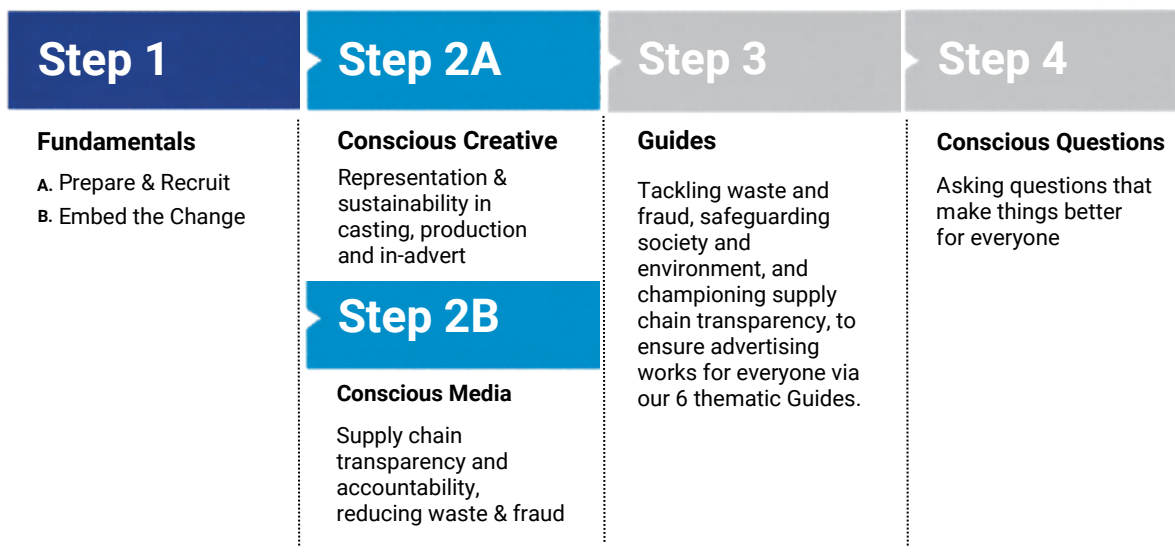 Step 1
Fundamentals
A. Prepare & Recruit
B. Embed the Change
Step 2A
Conscious Creative
Representation &
sustainability in
casting, production
and in-advert
Step 2B
Conscious Media
Supply chain
transparency and
accountability,
reducing waste & fraud
Step 3
Guides
Tackling waste and
fraud, safeguarding
society and
environment, and
championing supply
chain transparency, to
ensure advertising
works for everyone via
our 6 thematic Guides.
Step 4
Conscious Questions
Asking questions that
make things better
for everyone